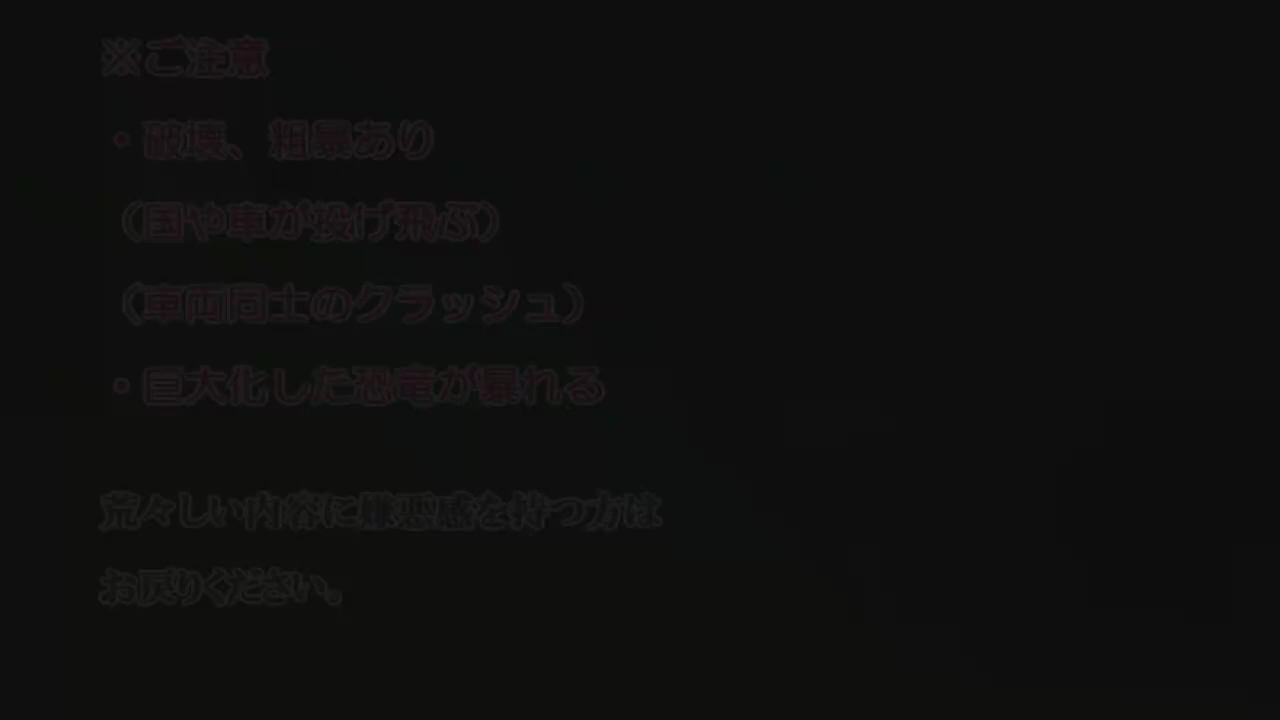 ※ご注意
・破壊、粗暴あり
（国や車が投げ飛ぶ）
（車両同士のクラッシュ）
・巨大化した恐竜が暴れる
荒々しい内容に嫌悪感を持つ方は
お戻りください。